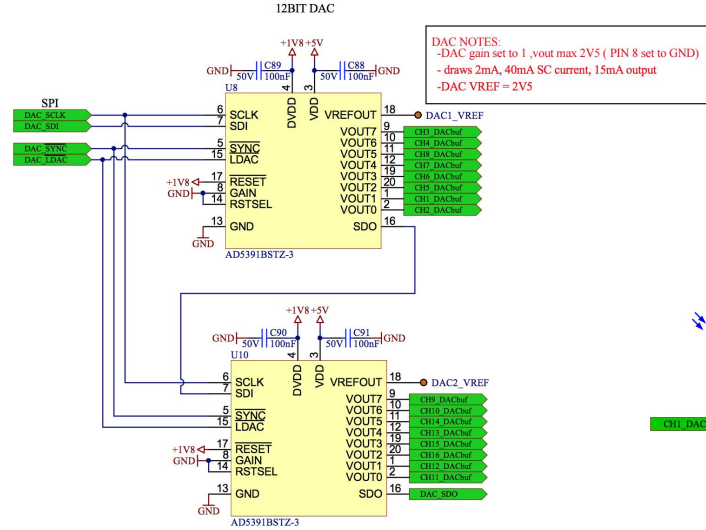 12BIT DAC
DAC NOTES:
-DAC gain set to 1 ,vout max 2V5 ( PIN 8 set to GND)
- draws 2mA, 40mA SC current, 15mA output
-DAC VREF = 2V5
+1V8 +5V
GND C89 C88 GND
50V 100nF 50V 100nF
U8
4 3
DVDD VDD
SPI
DAC_SCLK 6 SCLK VREFOUT 18 DAC1_VREF
DAC_SDI 7 SDI
VOUT7 9 CH3_DACbuf
VOUT6 10 CH4_DACbuf
DAC_SYNC 5 SYNC VOUT5 11 CH8_DACbuf
DAC_LDAC 15 LDAC VOUT4 12 CH7_DACbuf
VOUT3 19 CH6_DACbuf
+1V8 17 RESET VOUT2 20 CH5_DACbuf
GND 8 GAIN VOUT1 1 CH1_DACbuf
14 RSTSEL VOUT0 2 CH2_DACbuf
13 GND SDO 16
GND
AD5391BSTZ-3
+1V8 +5V
GND C90 C91 GND
50V 100nF 50V 100nF
U10
4 3
DVDD VDD
6 SCLK VREFOUT 18 DAC2_VREF
7 SDI
VOUT7 9 CH9_DACbuf
VOUT6 10 CH10_DACbuf
5 SYNC VOUT5 11 CH14_DACbuf
15 LDAC VOUT4 12 CH13_DACbuf
CH1_DAC
VOUT3 19 CH15_DACbuf
+1V8 17 RESET VOUT2 20 CH16_DACbuf
GND 8 GAIN VOUT1 1 CH12_DACbuf
14 RSTSEL VOUT0 2 CH11_DACbuf
13 GND SDO 16 DAC_SDO
GND
AD5391BSTZ-3